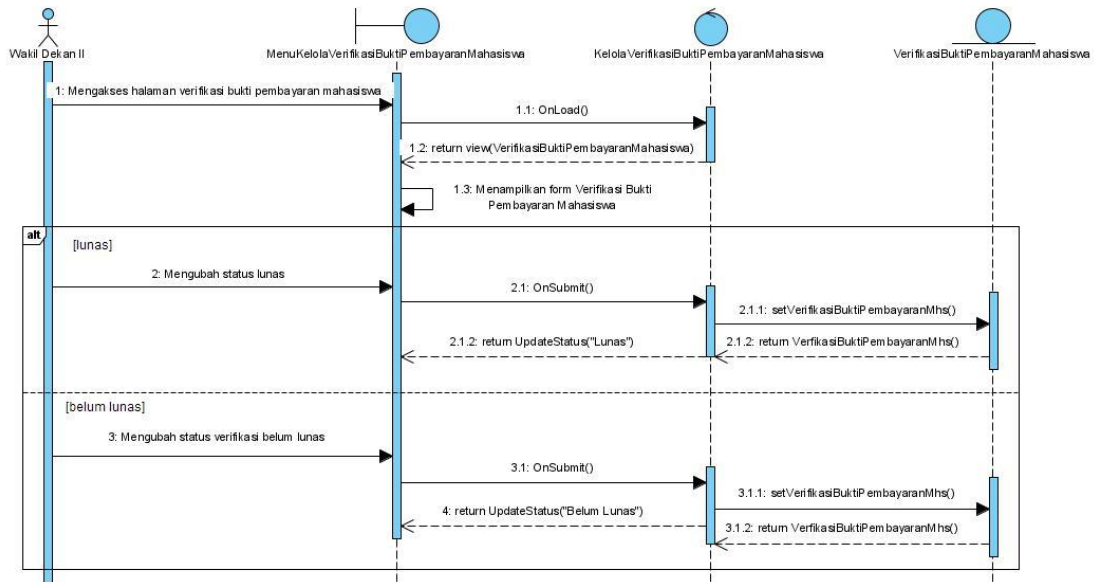 Wakil Dekan II
MenuKelolaVerifikasiBuktiPembayaranMahasiswa
KelolaVerifikasiBuktiPembayaranMahasiswa
VerifikasiBuktiPembayaranMahasiswa
1: Mengakses halaman verifikasi bukti pembayaran mahasiswa
1.1: OnLoad()
1.2: return view(VerifikasiBuktiPembayaranMahasiswa)
1.3: Menampilkan form Verifikasi Bukti
Pembayaran Mahasiswa
alt
[lunas]
2: Mengubah status lunas
2.1: OnSubmit()
2.1.1: setVerifikasiBuktiPembayaranMhs()
2.1.2: return UpdateStatus("Lunas")
2.1.2: return VerfikasiBuktiPembayaranMhs()
[belum lunas]
3: Mengubah status verifikasi belum lunas
3.1: OnSubmit()
3.1.1: setVerifikasiBuktiPembayaranMhs()
4: return UpdateStatus("Belum Lunas")
3.1.2: return VerfikasiBuktiPembayaranMhs()